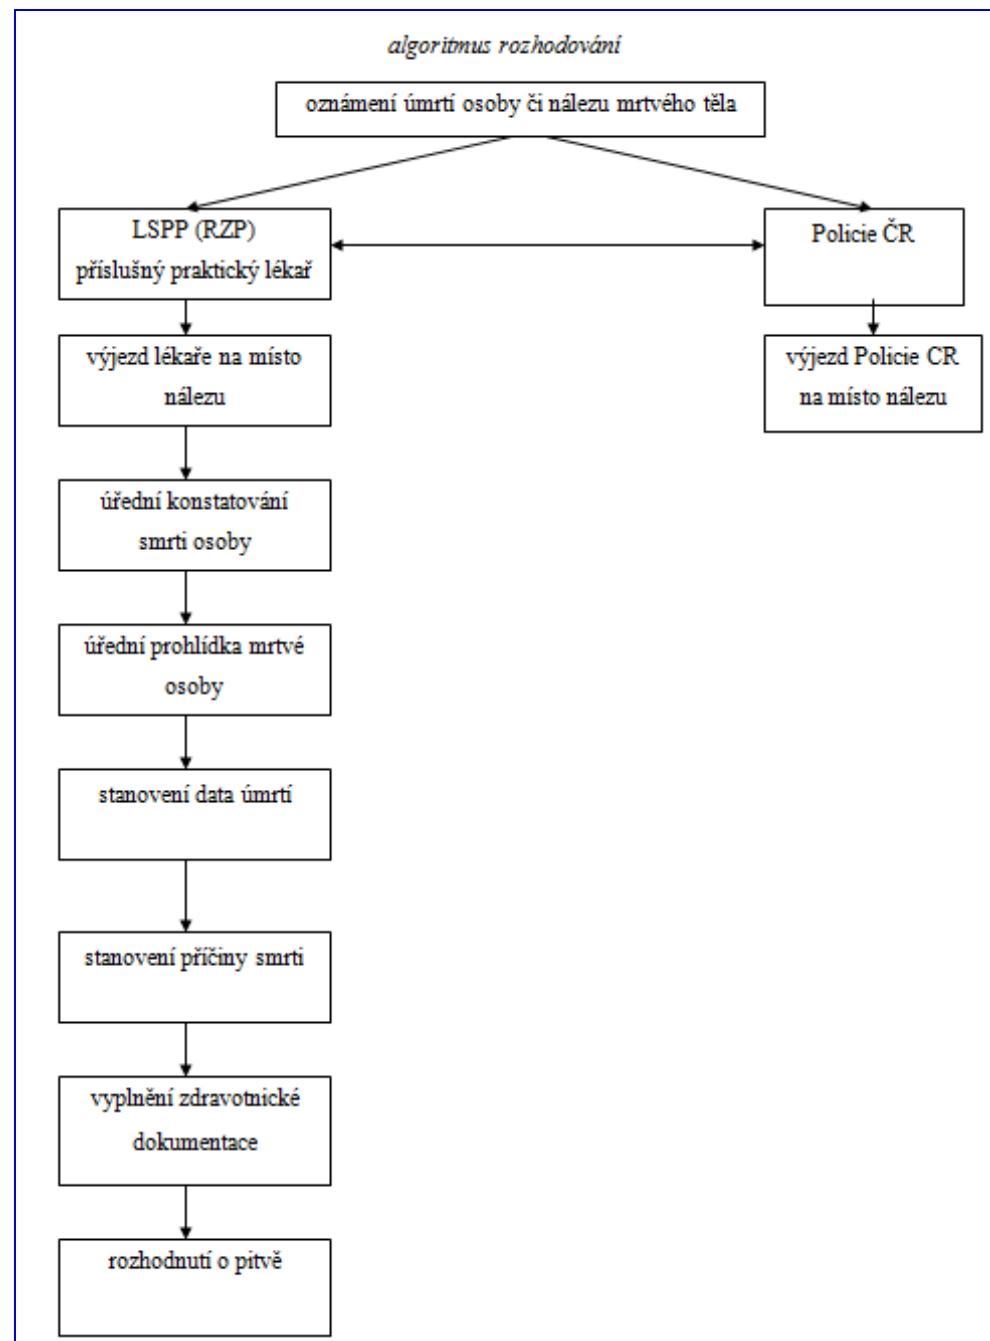 algoritmus rozhodování
oznámení úmrtí osoby či nálezu mrtvého těla
LSPP (RZP)
příslušný praktický lékař
Policie ČR
výjezd lékaře na místo
nálezu
výjezd Policie CR
na místo nálezu
úřední konstatování
smrti osoby
úřední prohlídka mrtvé
osoby
stanovení data úmrtí
stanovení příčiny smrti
vyplnění zdravotnické
dokumentace
rozhodnutí o pitvě